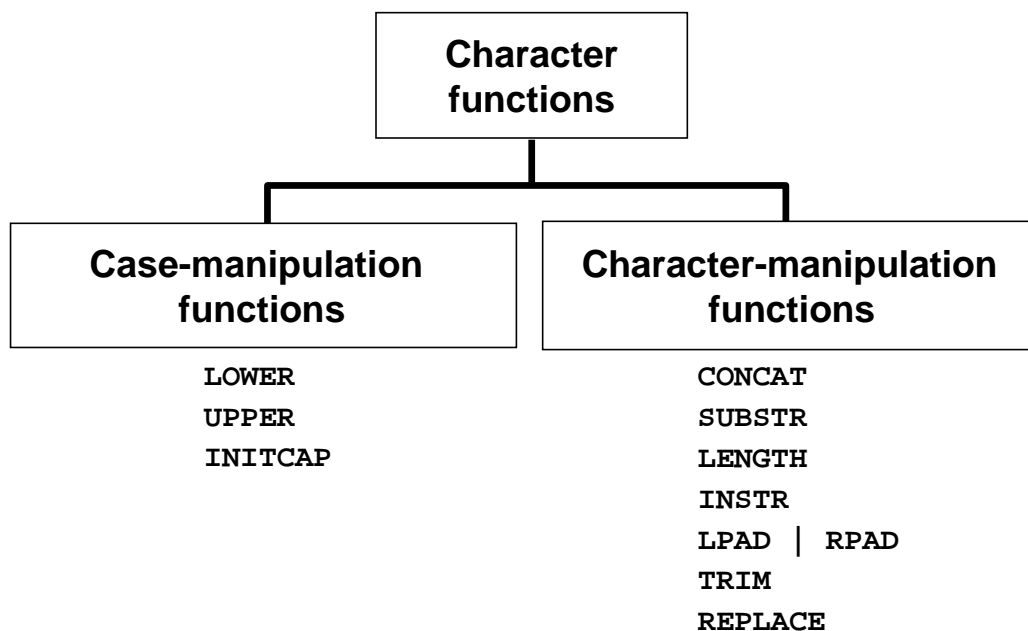 Character
functions
Case-manipulation
functions
Character-manipulation
functions
LOWER
UPPER
INITCAP
CONCAT
SUBSTR
LENGTH
INSTR
LPAD | RPAD
TRIM
REPLACE